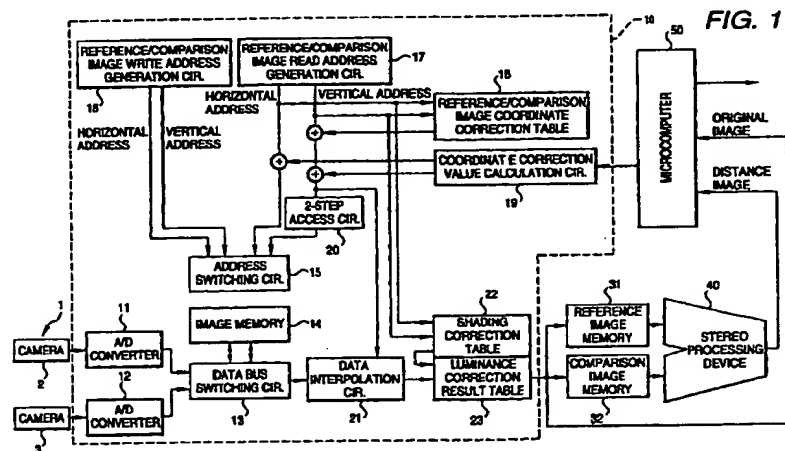 FIG. 1
10
50
REFERENCE/COMPARISON
IMAGE WRITE ADDRESS
GENERATION CIR.
16
REFERENCE/COMPARISON
IMAGE READ ADDRESS
GENERATION CIR.
17
HORIZONTAL
ADDRESS
VERTICAL
ADDRESS
HORIZONTAL
ADDRESS
VERTICAL ADDRESS
18
REFERENCE/COMPARISON
IMAGE COORDINATE
CORRECTION TABLE
COORDINAT E CORRECTION
VALUE CALCULATION CIR.
19
MICROCOMPUTER
ORIGINAL
IMAGE
DISTANCE
IMAGE
2-STEP
ACCESS CIR.
20
ADDRESS
SWITCHING CIR.
15
IMAGE MEMORY
14
1
CAMERA
2
11
A/D
CONVERTER
12
A/D
CONVERTER
CAMERA
3
DATA BUS
SWITCHING CIR.
13
DATA
INTERPOLATION
CIR.
21
22
SHADING
CORRECTION
TABLE
LUMINANCE
CORRECTION
RESULT TABLE
23
31
REFERENCE
IMAGE
MEMORY
COMPARISON
IMAGE
MEMORY
32
40
STEREO
PROCESSING
DEVICE